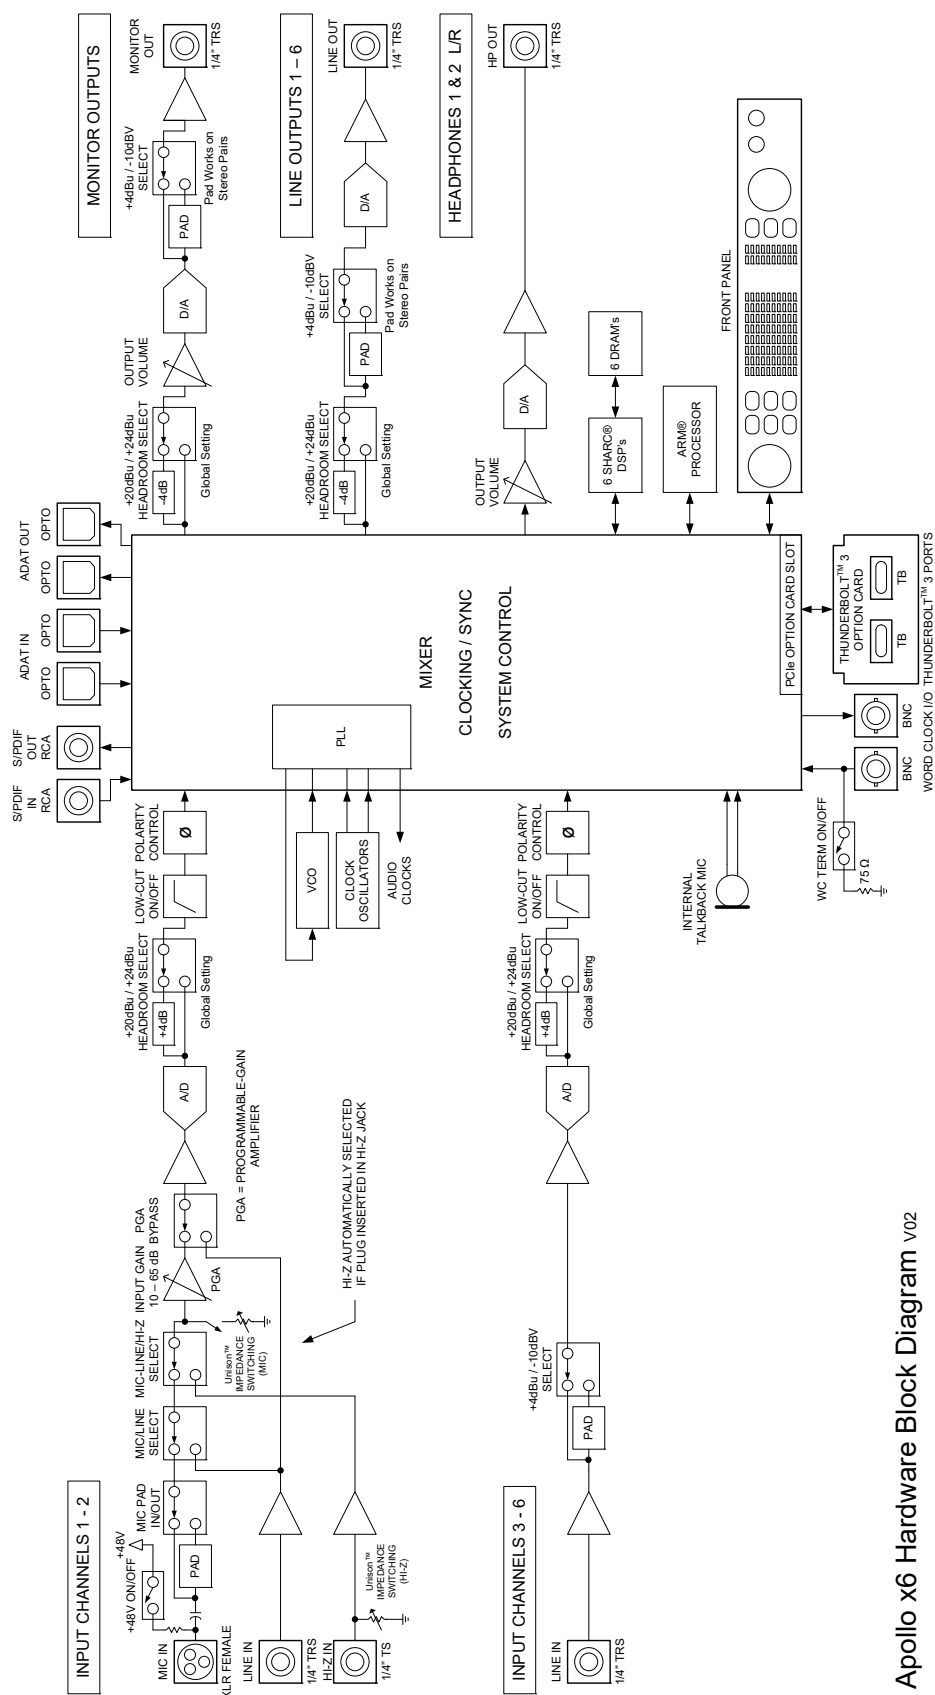 INPUT CHANNELS 1 - 2
+48V ON/OFF
+48V
MIC IN
XLR FEMALE
PAD
MIC PAD
IN/OUT
MIC/LINE
SELECT
MIC-LINE/HI-Z
SELECT
INPUT GAIN
10 – 65 dB
PGA
PGA
BYPASS
Unison™
IMPEDANCE
SWITCHING
(MIC)
LINE IN
1/4" TRS
HI-Z IN
1/4" TS
Unison™
IMPEDANCE
SWITCHING
(HI-Z)
HI-Z AUTOMATICALLY SELECTED
IF PLUG INSERTED IN HI-Z JACK
PGA = PROGRAMMABLE-GAIN
AMPLIFIER
A/D
+20dBu / +24dBu
HEADROOM SELECT
+4dB
Global Setting
LOW-CUT
ON/OFF
POLARITY
CONTROL
Ø
VCO
CLOCK
OSCILLATORS
AUDIO
CLOCKS
PLL
INPUT CHANNELS 3 - 6
LINE IN
1/4" TRS
PAD
+4dBu / -10dBV
SELECT
A/D
+20dBu / +24dBu
HEADROOM SELECT
+4dB
Global Setting
LOW-CUT
ON/OFF
POLARITY
CONTROL
Ø
INTERNAL
TALKBACK MIC
WC TERM ON/OFF
75 Ω
S/PDIF
IN
RCA
S/PDIF
OUT
RCA
ADAT IN
OPTO
OPTO
ADAT OUT
OPTO
OPTO
MIXER
CLOCKING / SYNC
SYSTEM CONTROL
PCIe OPTION CARD SLOT
BNC
BNC
WORD CLOCK I/O
THUNDERBOLT™ 3
OPTION CARD
TB
TB
THUNDERBOLT™ 3 PORTS
MONITOR OUTPUTS
+20dBu / +24dBu
HEADROOM SELECT
-4dB
Global Setting
OUTPUT
VOLUME
D/A
PAD
+4dBu / -10dBV
SELECT
Pad Works on
Stereo Pairs
MONITOR
OUT
1/4" TRS
LINE OUTPUTS 1 – 6
+20dBu / +24dBu
HEADROOM SELECT
-4dB
Global Setting
PAD
+4dBu / -10dBV
SELECT
Pad Works on
Stereo Pairs
D/A
LINE OUT
1/4" TRS
HEADPHONES 1 & 2 L/R
OUTPUT
VOLUME
D/A
HP OUT
1/4" TRS
6 SHARC®
DSP's
6 DRAM's
ARM®
PROCESSOR
FRONT PANEL
Apollo x6 Hardware Block Diagram V02